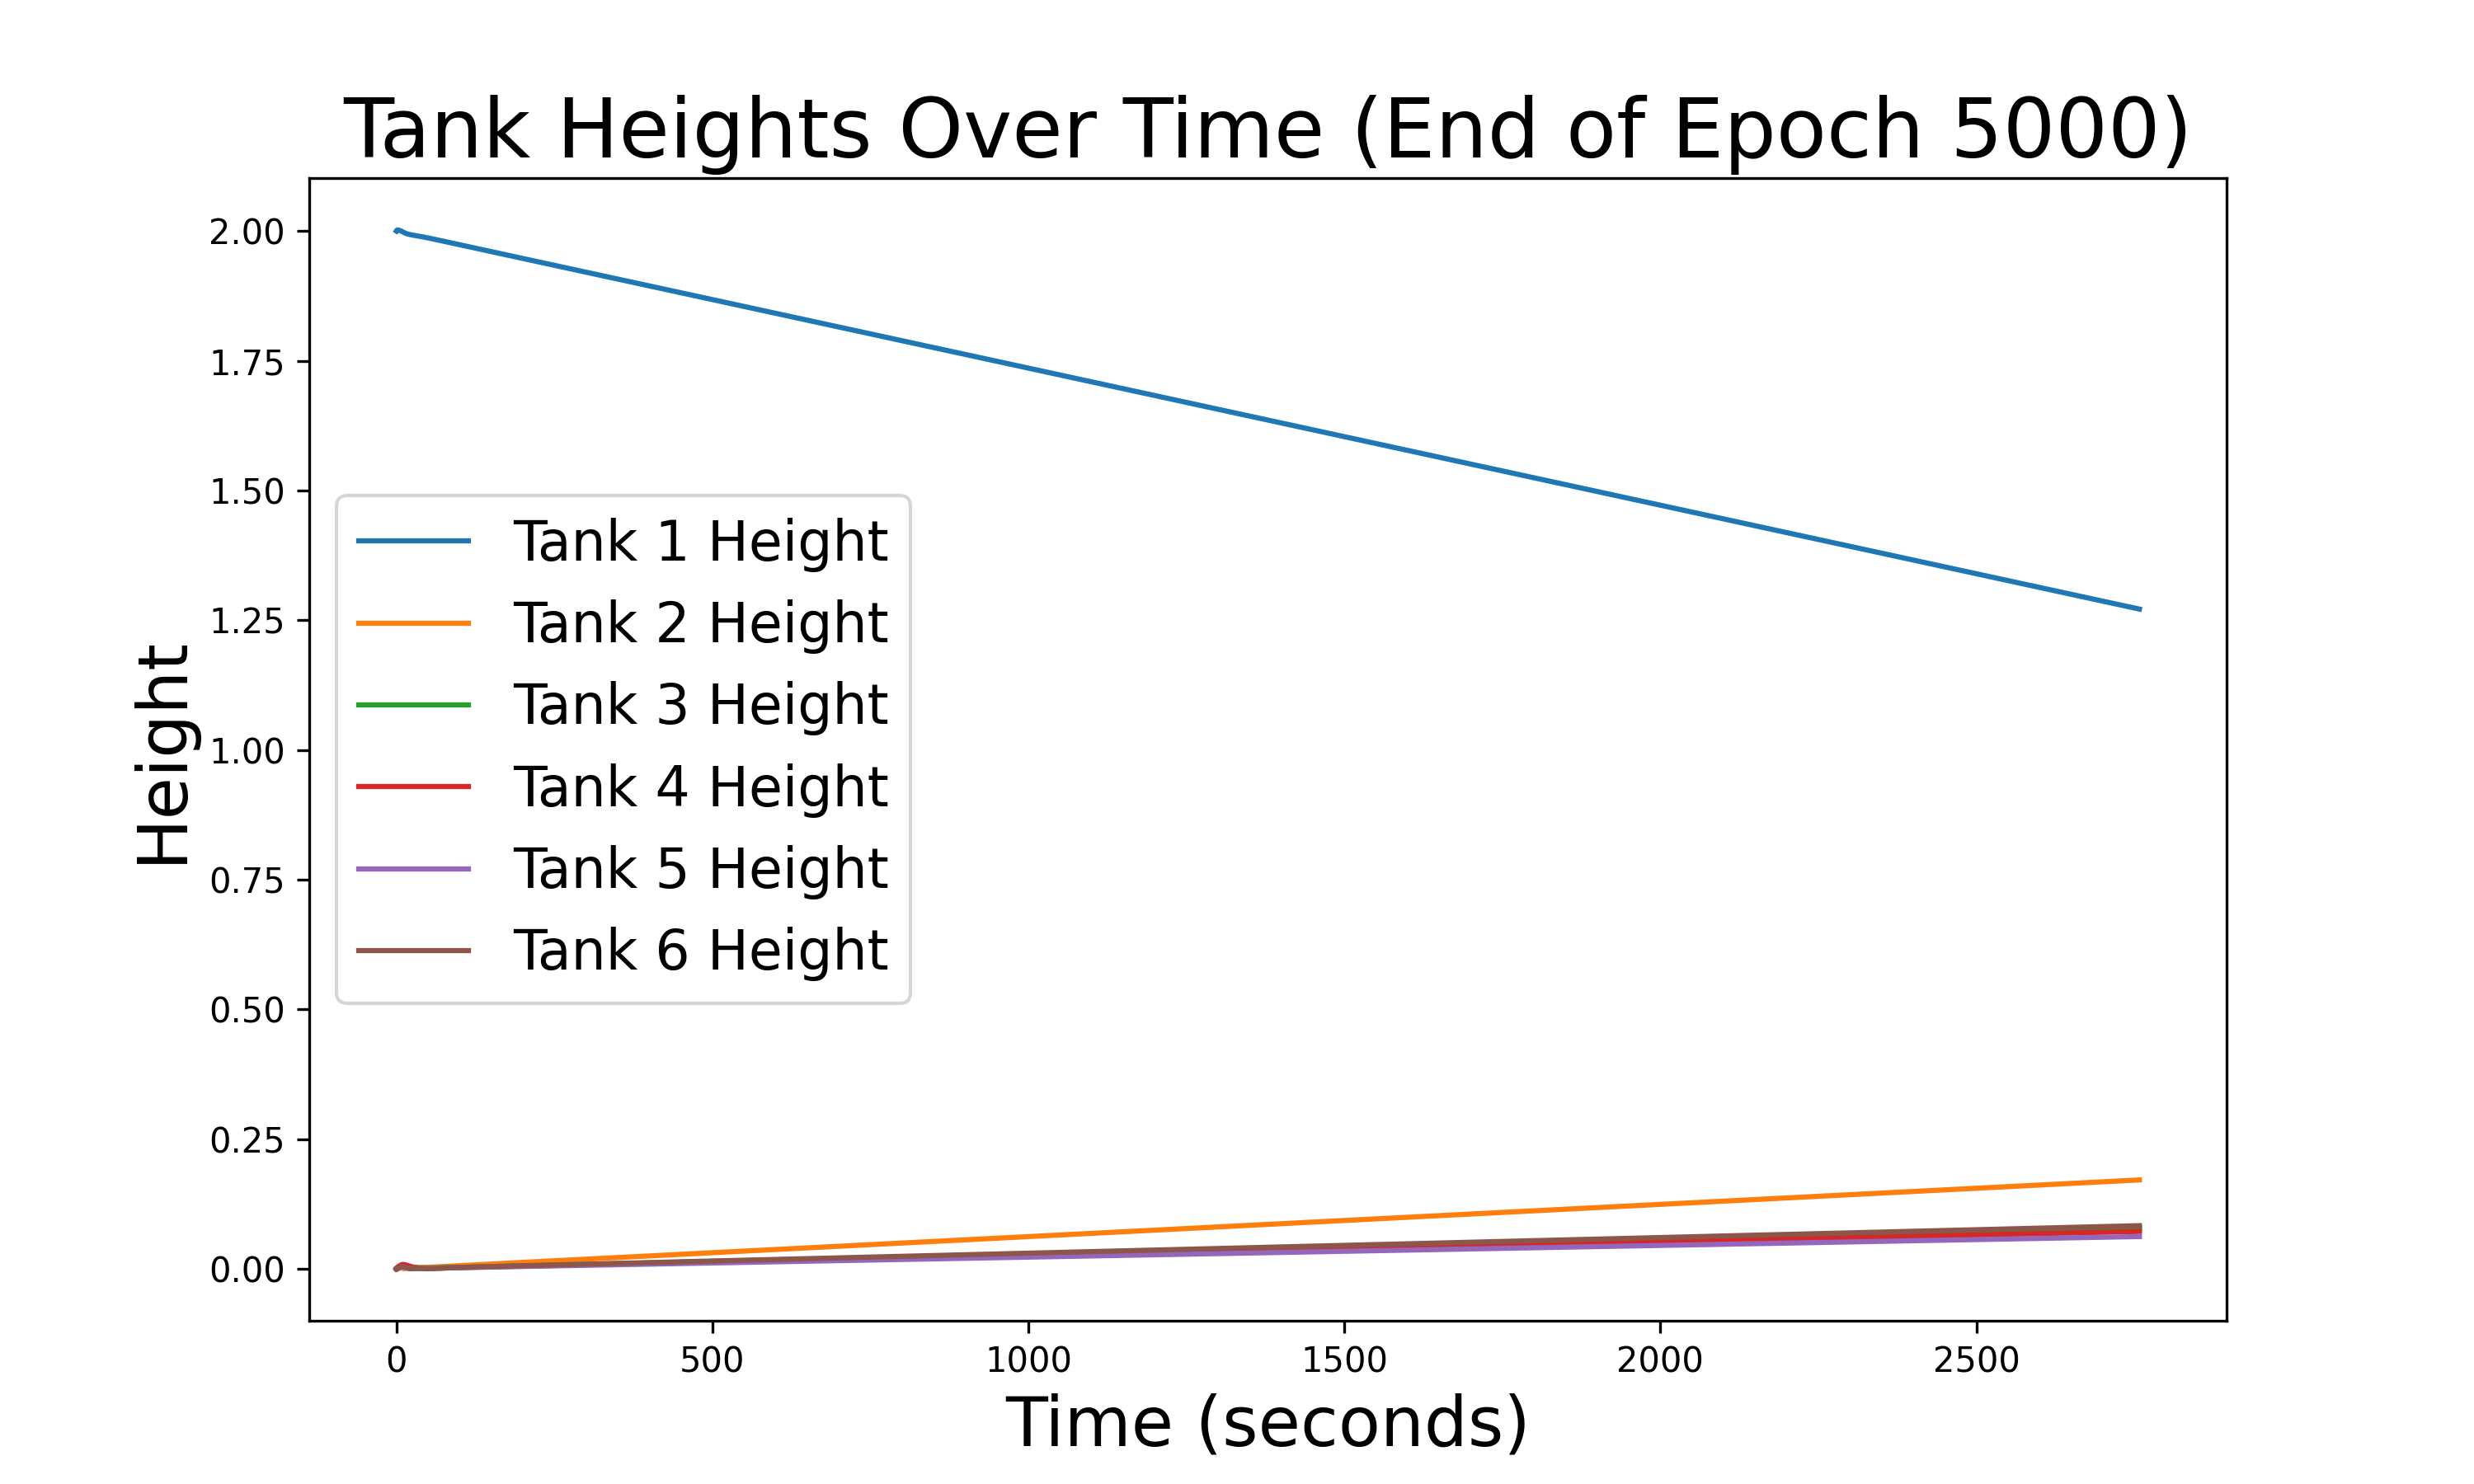 Tank Heights Over Time (End of Epoch 5000)
Height
2.00
1.75
1.50
1.25
1.00
0.75
0.50
0.25
0.00
Tank 1 Height
Tank 2 Height
Tank 3 Height
Tank 4 Height
Tank 5 Height
Tank 6 Height
0 500 1000 1500 2000 2500
Time (seconds)